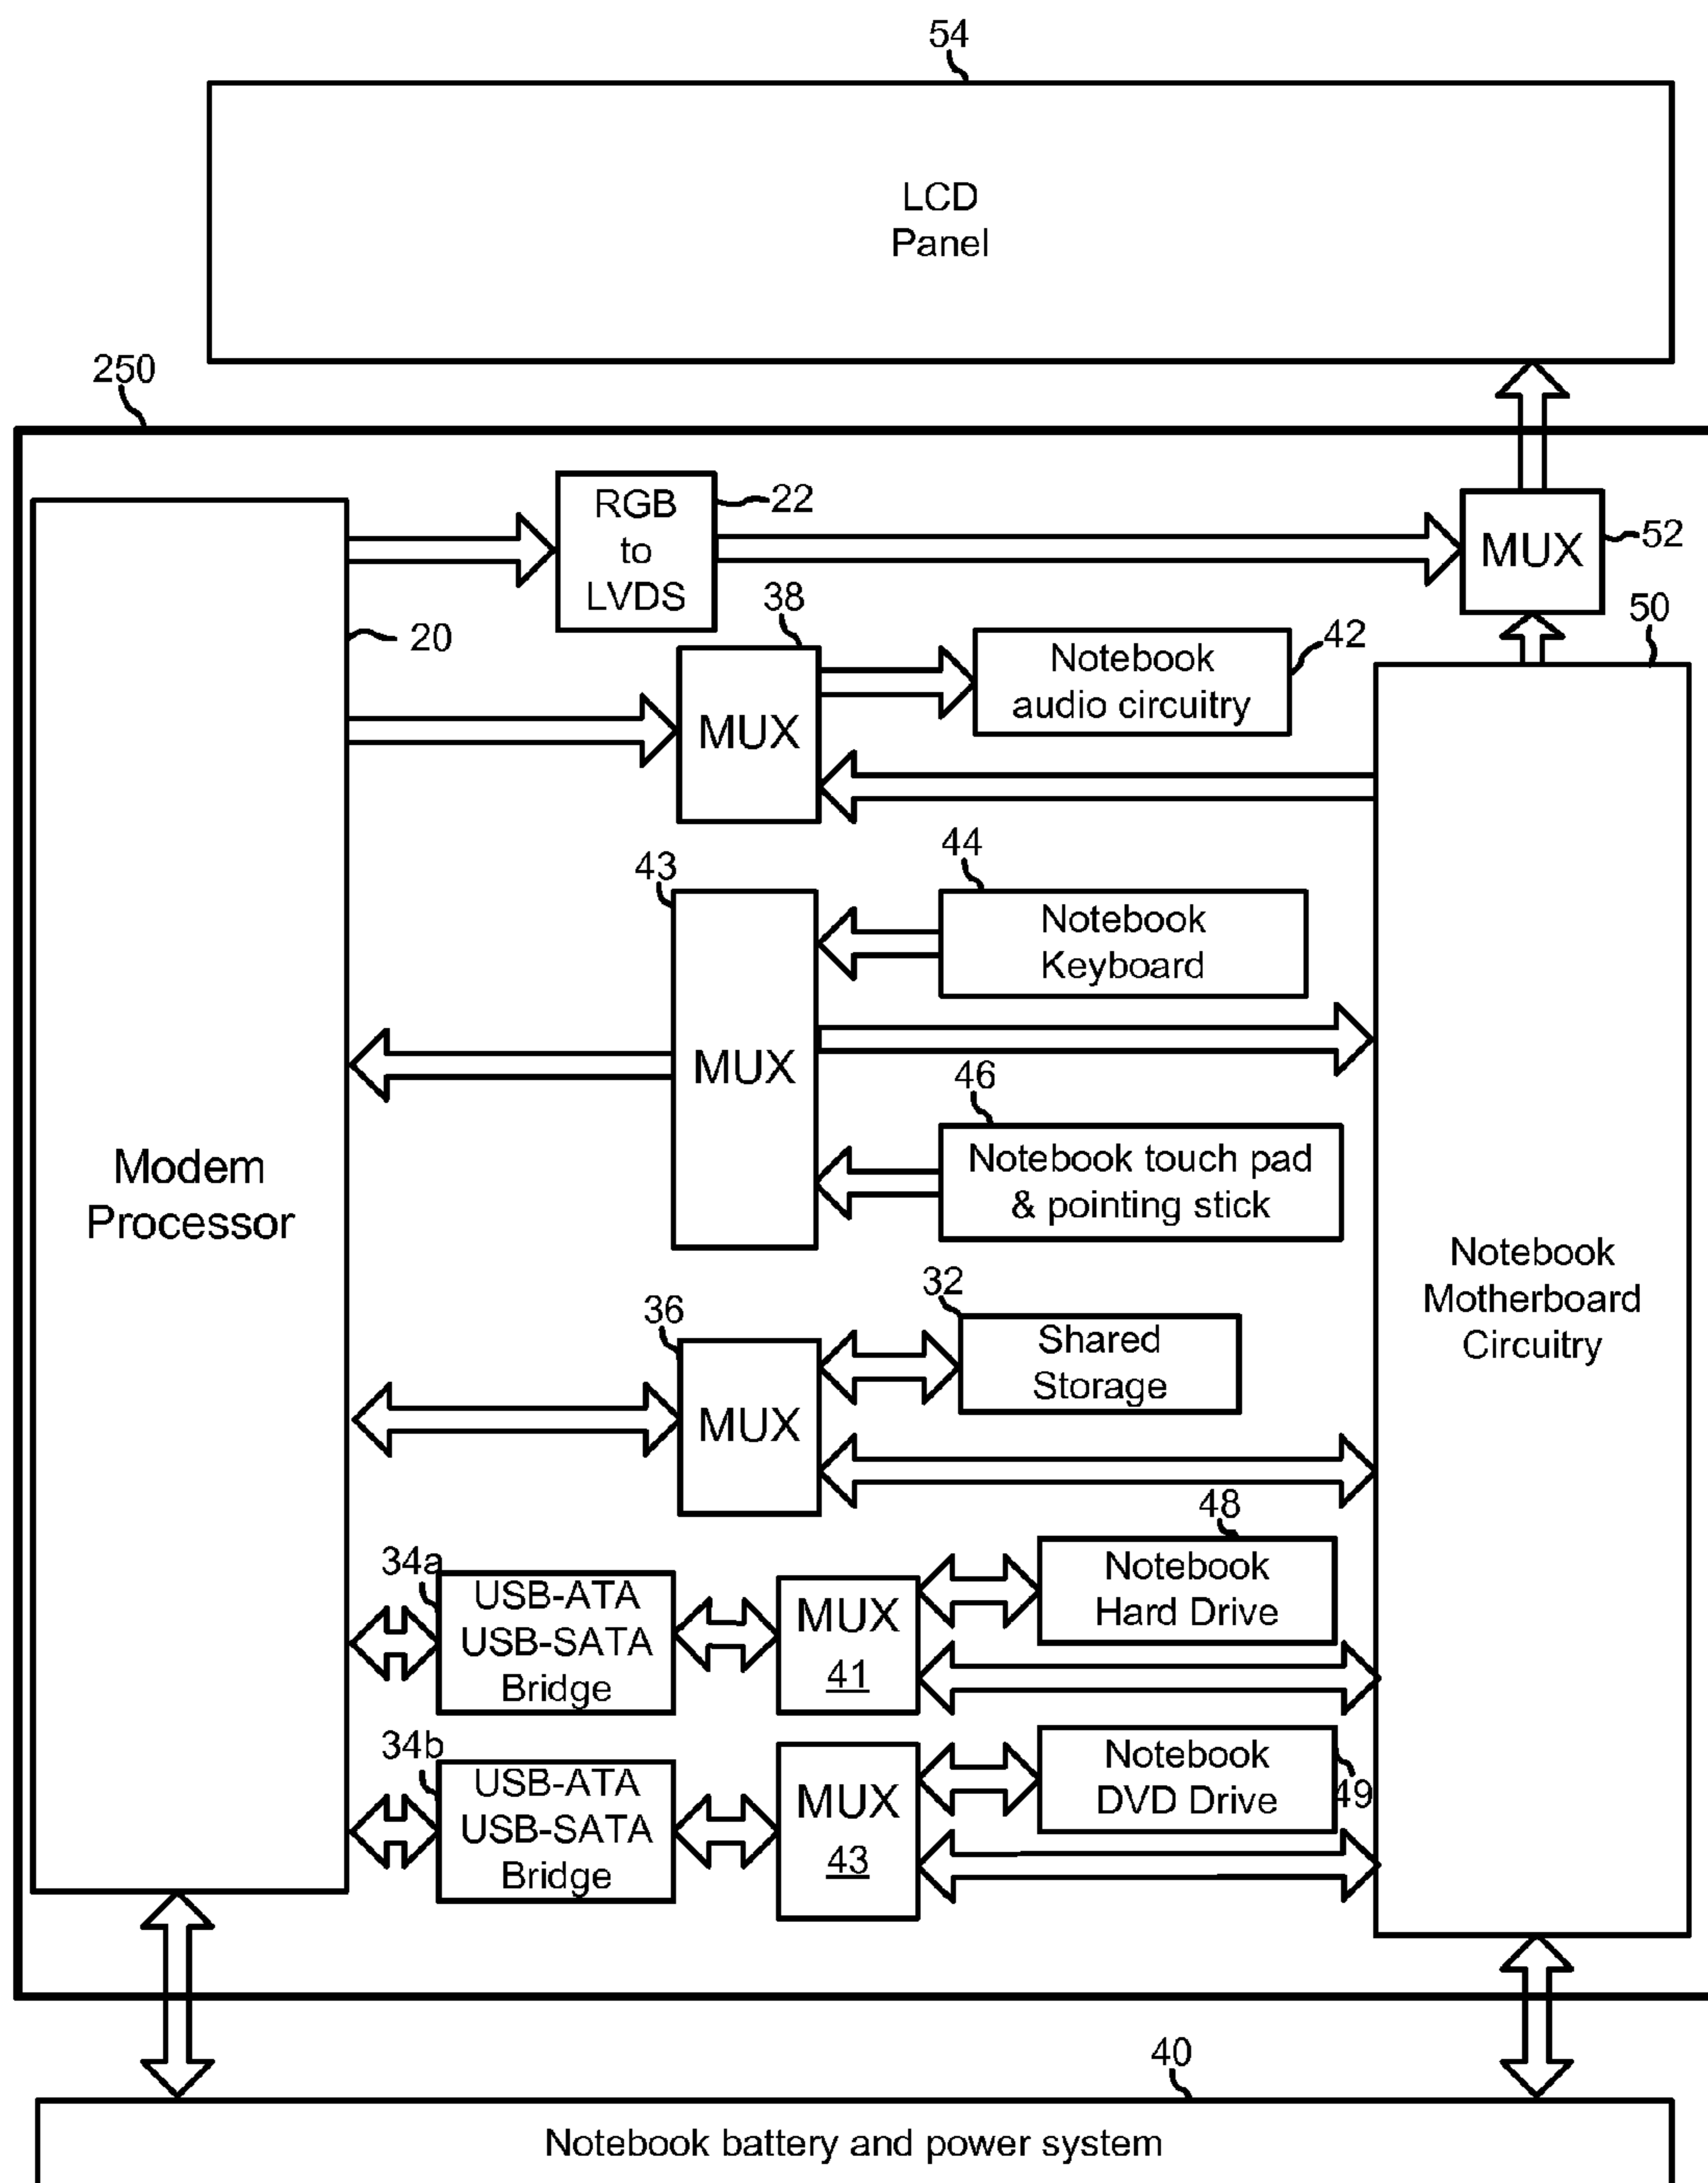 54
LCD
Panel
250
RGB
to
LVDS
22
MUX
52
20
38
50
Notebook
audio circuitry
42
MUX
43
44
Notebook
Keyboard
MUX
46
Notebook touch pad
& pointing stick
Modem
Processor
Notebook
Motherboard
Circuitry
36
32
Shared
Storage
MUX
48
34a
USB-ATA
USB-SATA
Bridge
MUX
41
Notebook
Hard Drive
34b
USB-ATA
USB-SATA
Bridge
MUX
43
Notebook
DVD Drive
49
40
Notebook battery and power system